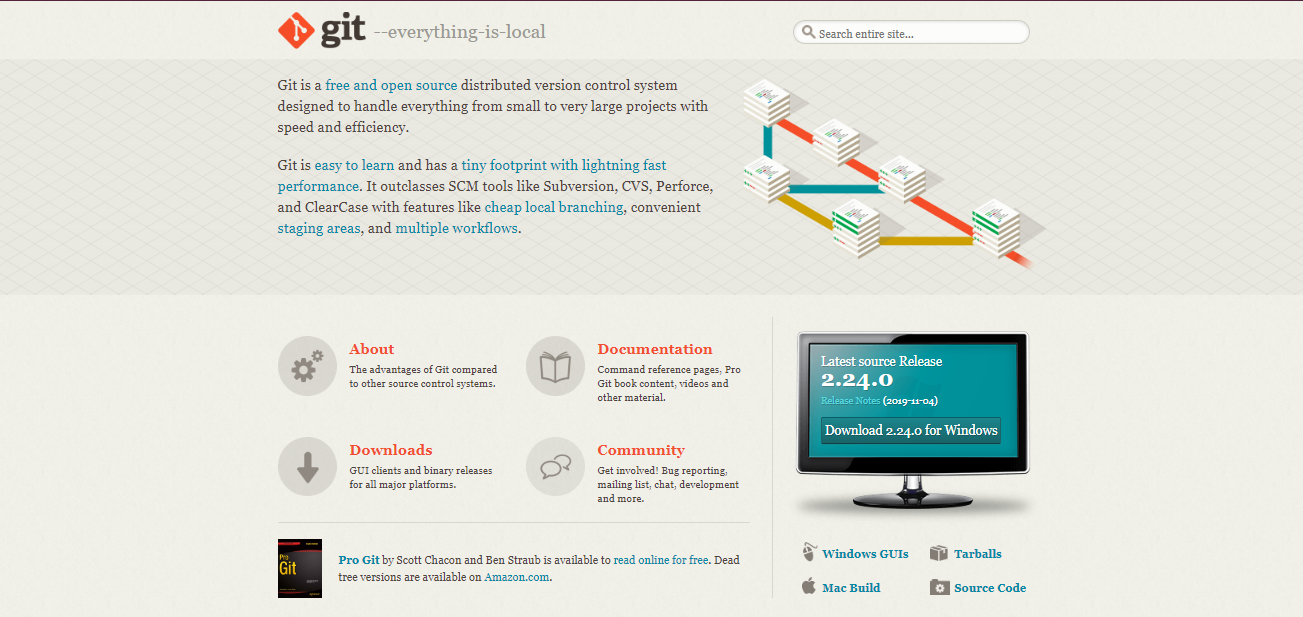 git --everything-is-local
Search entire site...
Git is a free and open source distributed version control system
designed to handle everything from small to very large projects with
speed and efficiency.
Git is easy to learn and has a tiny footprint with lightning fast
performance. It outclasses SCM tools like Subversion, CVS, Perforce,
and ClearCase with features like cheap local branching, convenient
staging areas, and multiple workflows.
About
The advantages of Git compared
to other source control systems.
Documentation
Command reference pages, Pro
Git book content, videos and
other material.
Downloads
GUI clients and binary releases
for all major platforms.
Community
Get involved! Bug reporting,
mailing list, chat, development
and more.
Pro
Git
Pro Git by Scott Chacon and Ben Straub is available to read online for free. Dead
tree versions are available on Amazon.com.
Latest source Release
2.24.0
Release Notes (2019-11-04)
Download 2.24.0 for Windows
Windows GUIs
Tarballs
Mac Build
Source Code